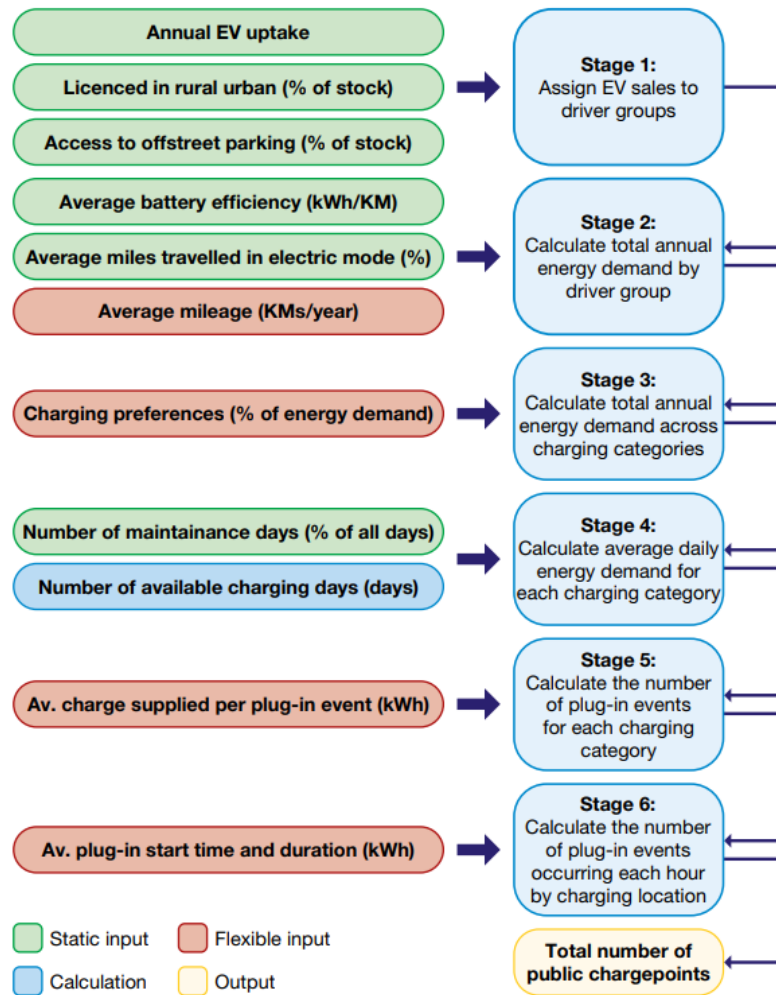 Annual EV uptake
Licenced in rural urban (% of stock)
Access to offstreet parking (% of stock)
Stage 1:
Assign EV sales to
driver groups
Average battery efficiency (kWh/KM)
Average miles travelled in electric mode (%)
Average mileage (KMs/year)
Stage 2:
Calculate total annual
energy demand by
driver group
Charging preferences (% of energy demand)
Stage 3:
Calculate total annual
energy demand across
charging categories
Number of maintainance days (% of all days)
Number of available charging days (days)
Stage 4:
Calculate average daily
energy demand for
each charging category
Av. charge supplied per plug-in event (kWh)
Stage 5:
Calculate the number
of plug-in events
for each charging
category
Av. plug-in start time and duration (kWh)
Stage 6:
Calculate the number
of plug-in events
occurring each hour
by charging location
Static input
Flexible input
Calculation
Output
Total number of
public chargepoints